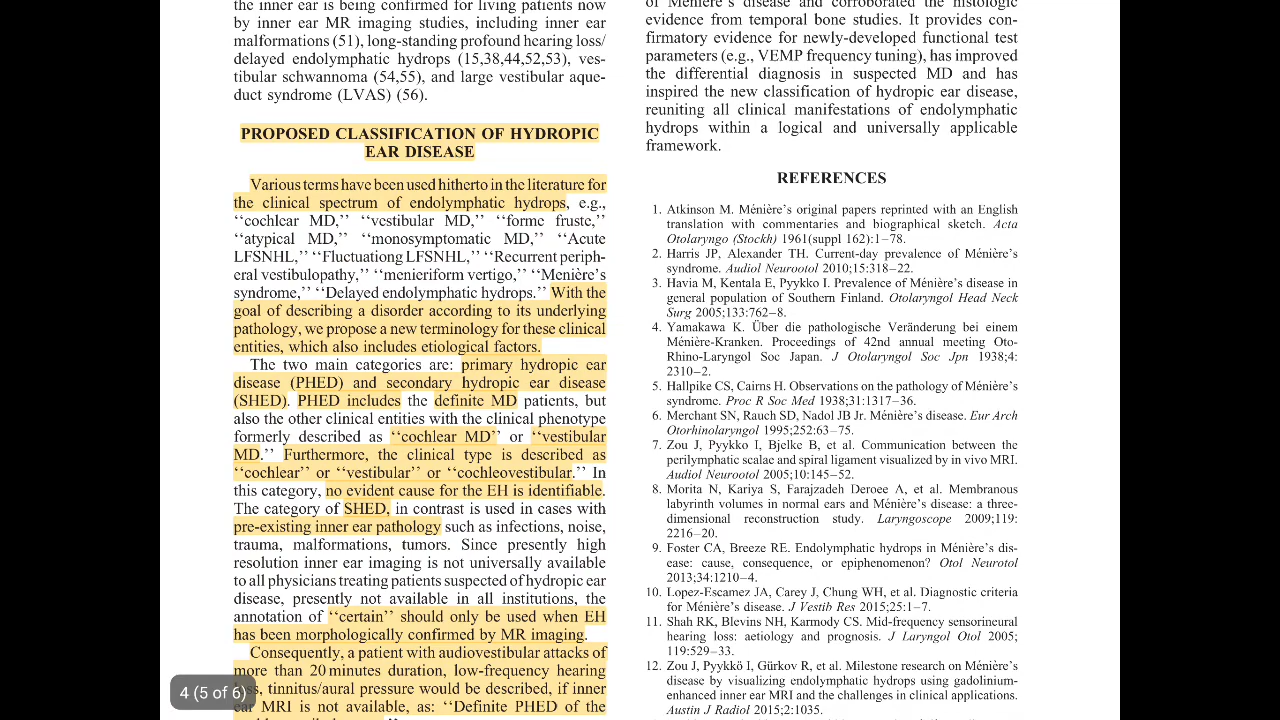 the inner ear is being confirmed for living patients now
by inner ear MR imaging studies, including inner ear
malformations (51), long-standing profound hearing loss/
delayed endolymphatic hydrops (15,38,44,52,53), ves-
tibular schwannoma (54,55), and large vestibular aque-
duct syndrome (LVAS) (56).
PROPOSED CLASSIFICATION OF HYDROPIC
EAR DISEASE
Various terms have been used hitherto in the literature for
the clinical spectrum of endolymphatic hydrops, e.g.,
‘‘cochlear MD,’’ ‘‘vestibular MD,’’ ‘‘forme fruste,’’
‘‘atypical MD,’’ ‘‘monosymptomatic MD,’’ ‘‘Acute
LFSNHL,’’ ‘‘Fluctuationg LFSNHL,’’ ‘‘Recurrent periph-
eral vestibulopathy,’’ ‘‘menieriform vertigo,’’ ‘‘Menière’s
syndrome,’’ ‘‘Delayed endolymphatic hydrops.’’ With the
goal of describing a disorder according to its underlying
pathology, we propose a new terminology for these clinical
entities, which also includes etiological factors.
The two main categories are: primary hydropic ear
disease (PHED) and secondary hydropic ear disease
(SHED). PHED includes the definite MD patients, but
also the other clinical entities with the clinical phenotype
formerly described as ‘‘cochlear MD’’ or ‘‘vestibular
MD.’’ Furthermore, the clinical type is described as
‘‘cochlear’’ or ‘‘vestibular’’ or ‘‘cochleovestibular.’’ In
this category, no evident cause for the EH is identifiable.
The category of SHED, in contrast is used in cases with
pre-existing inner ear pathology such as infections, noise,
trauma, malformations, tumors. Since presently high
resolution inner ear imaging is not universally available
to all physicians treating patients suspected of hydropic ear
disease, presently not available in all institutions, the
annotation of ‘‘certain’’ should only be used when EH
has been morphologically confirmed by MR imaging.
Consequently, a patient with audiovestibular attacks of
more than 20 minutes duration, low-frequency hearing
tinnitus/aural pressure would be described, if inner
ear MRI is not available, as: ‘‘Definite PHED of the
4 (5 of 6)
of Menière’s disease and corroborated the histologic
evidence from temporal bone studies. It provides con-
firmatory evidence for newly-developed functional test
parameters (e.g., VEMP frequency tuning), has improved
the differential diagnosis in suspected MD and has
inspired the new classification of hydropic ear disease,
reuniting all clinical manifestations of endolymphatic
hydrops within a logical and universally applicable
framework.
REFERENCES
1. Atkinson M. Ménière’s original papers reprinted with an English
translation with commentaries and biographical sketch. Acta
Otolaryngo (Stockh) 1961(suppl 162):1–78.
2. Harris JP, Alexander TH. Current-day prevalence of Ménière’s
syndrome. Audiol Neurootol 2010;15:318–22.
3. Havia M, Kentala E, Pyykko I. Prevalence of Ménière’s disease in
general population of Southern Finland. Otolaryngol Head Neck
Surg 2005;133:762–8.
4. Yamakawa K. Über die pathologische Veränderung bei einem
Ménière-Kranken. Proceedings of 42nd annual meeting Oto-
Rhino-Laryngol Soc Japan. J Otolaryngol Soc Jpn 1938;4:
2310–2.
5. Hallpike CS, Cairns H. Observations on the pathology of Ménière’s
syndrome. Proc R Soc Med 1938;31:1317–36.
6. Merchant SN, Rauch SD, Nadol JB Jr. Ménière’s disease. Eur Arch
Otorhinolaryngol 1995;252:63–75.
7. Zou J, Pyykko I, Bjelke B, et al. Communication between the
perilymphatic scalae and spiral ligament visualized by in vivo MRI.
Audiol Neurootol 2005;10:145–52.
8. Morita N, Kariya S, Farajzadeh Deroee A, et al. Membranous
labyrinth volumes in normal ears and Ménière’s disease: a three-
dimensional reconstruction study. Laryngoscope 2009;119:
2216–20.
9. Foster CA, Breeze RE. Endolymphatic hydrops in Ménière’s dis-
ease: cause, consequence, or epiphenomenon? Otol Neurotol
2013;34:1210–4.
10. Lopez-Escamez JA, Carey J, Chung WH, et al. Diagnostic criteria
for Ménière’s disease. J Vestib Res 2015;25:1–7.
11. Shah RK, Blevins NH, Karmody CS. Mid-frequency sensorineural
hearing loss: aetiology and prognosis. J Laryngol Otol 2005;
119:529–33.
12. Zou J, Pyykkö I, Gürkov R, et al. Milestone research on Ménière’s
disease by visualizing endolymphatic hydrops using gadolinium-
enhanced inner ear MRI and the challenges in clinical applications.
Austin J Radiol 2015;2:1035.